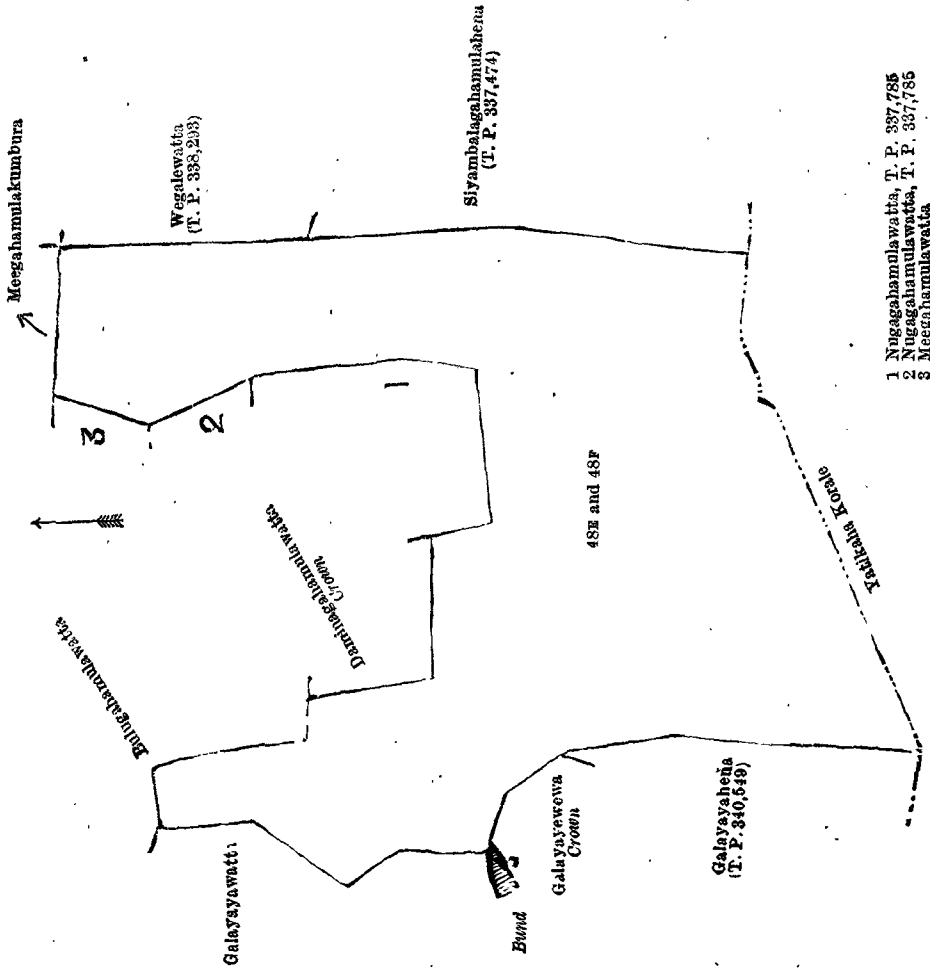 Meegahamulakumbura
Wegalewatta
(T. P. 338,293)
Siyambalagahamulahena
(T. P. 337,474)
3
2
1
Bulugahamulawatta
Daminagahamulawatta
Crown
Galayayawatta
48E and 48F
Bund
Galayayewewa
Crown
Galayayahena
(T. P. 340,549)
Yatikaha Korale
1 Nugagahamulawatta, T. P. 337,785
2 Nugagahamulawatta, T. P. 337,785
3 Meegahamulawatta